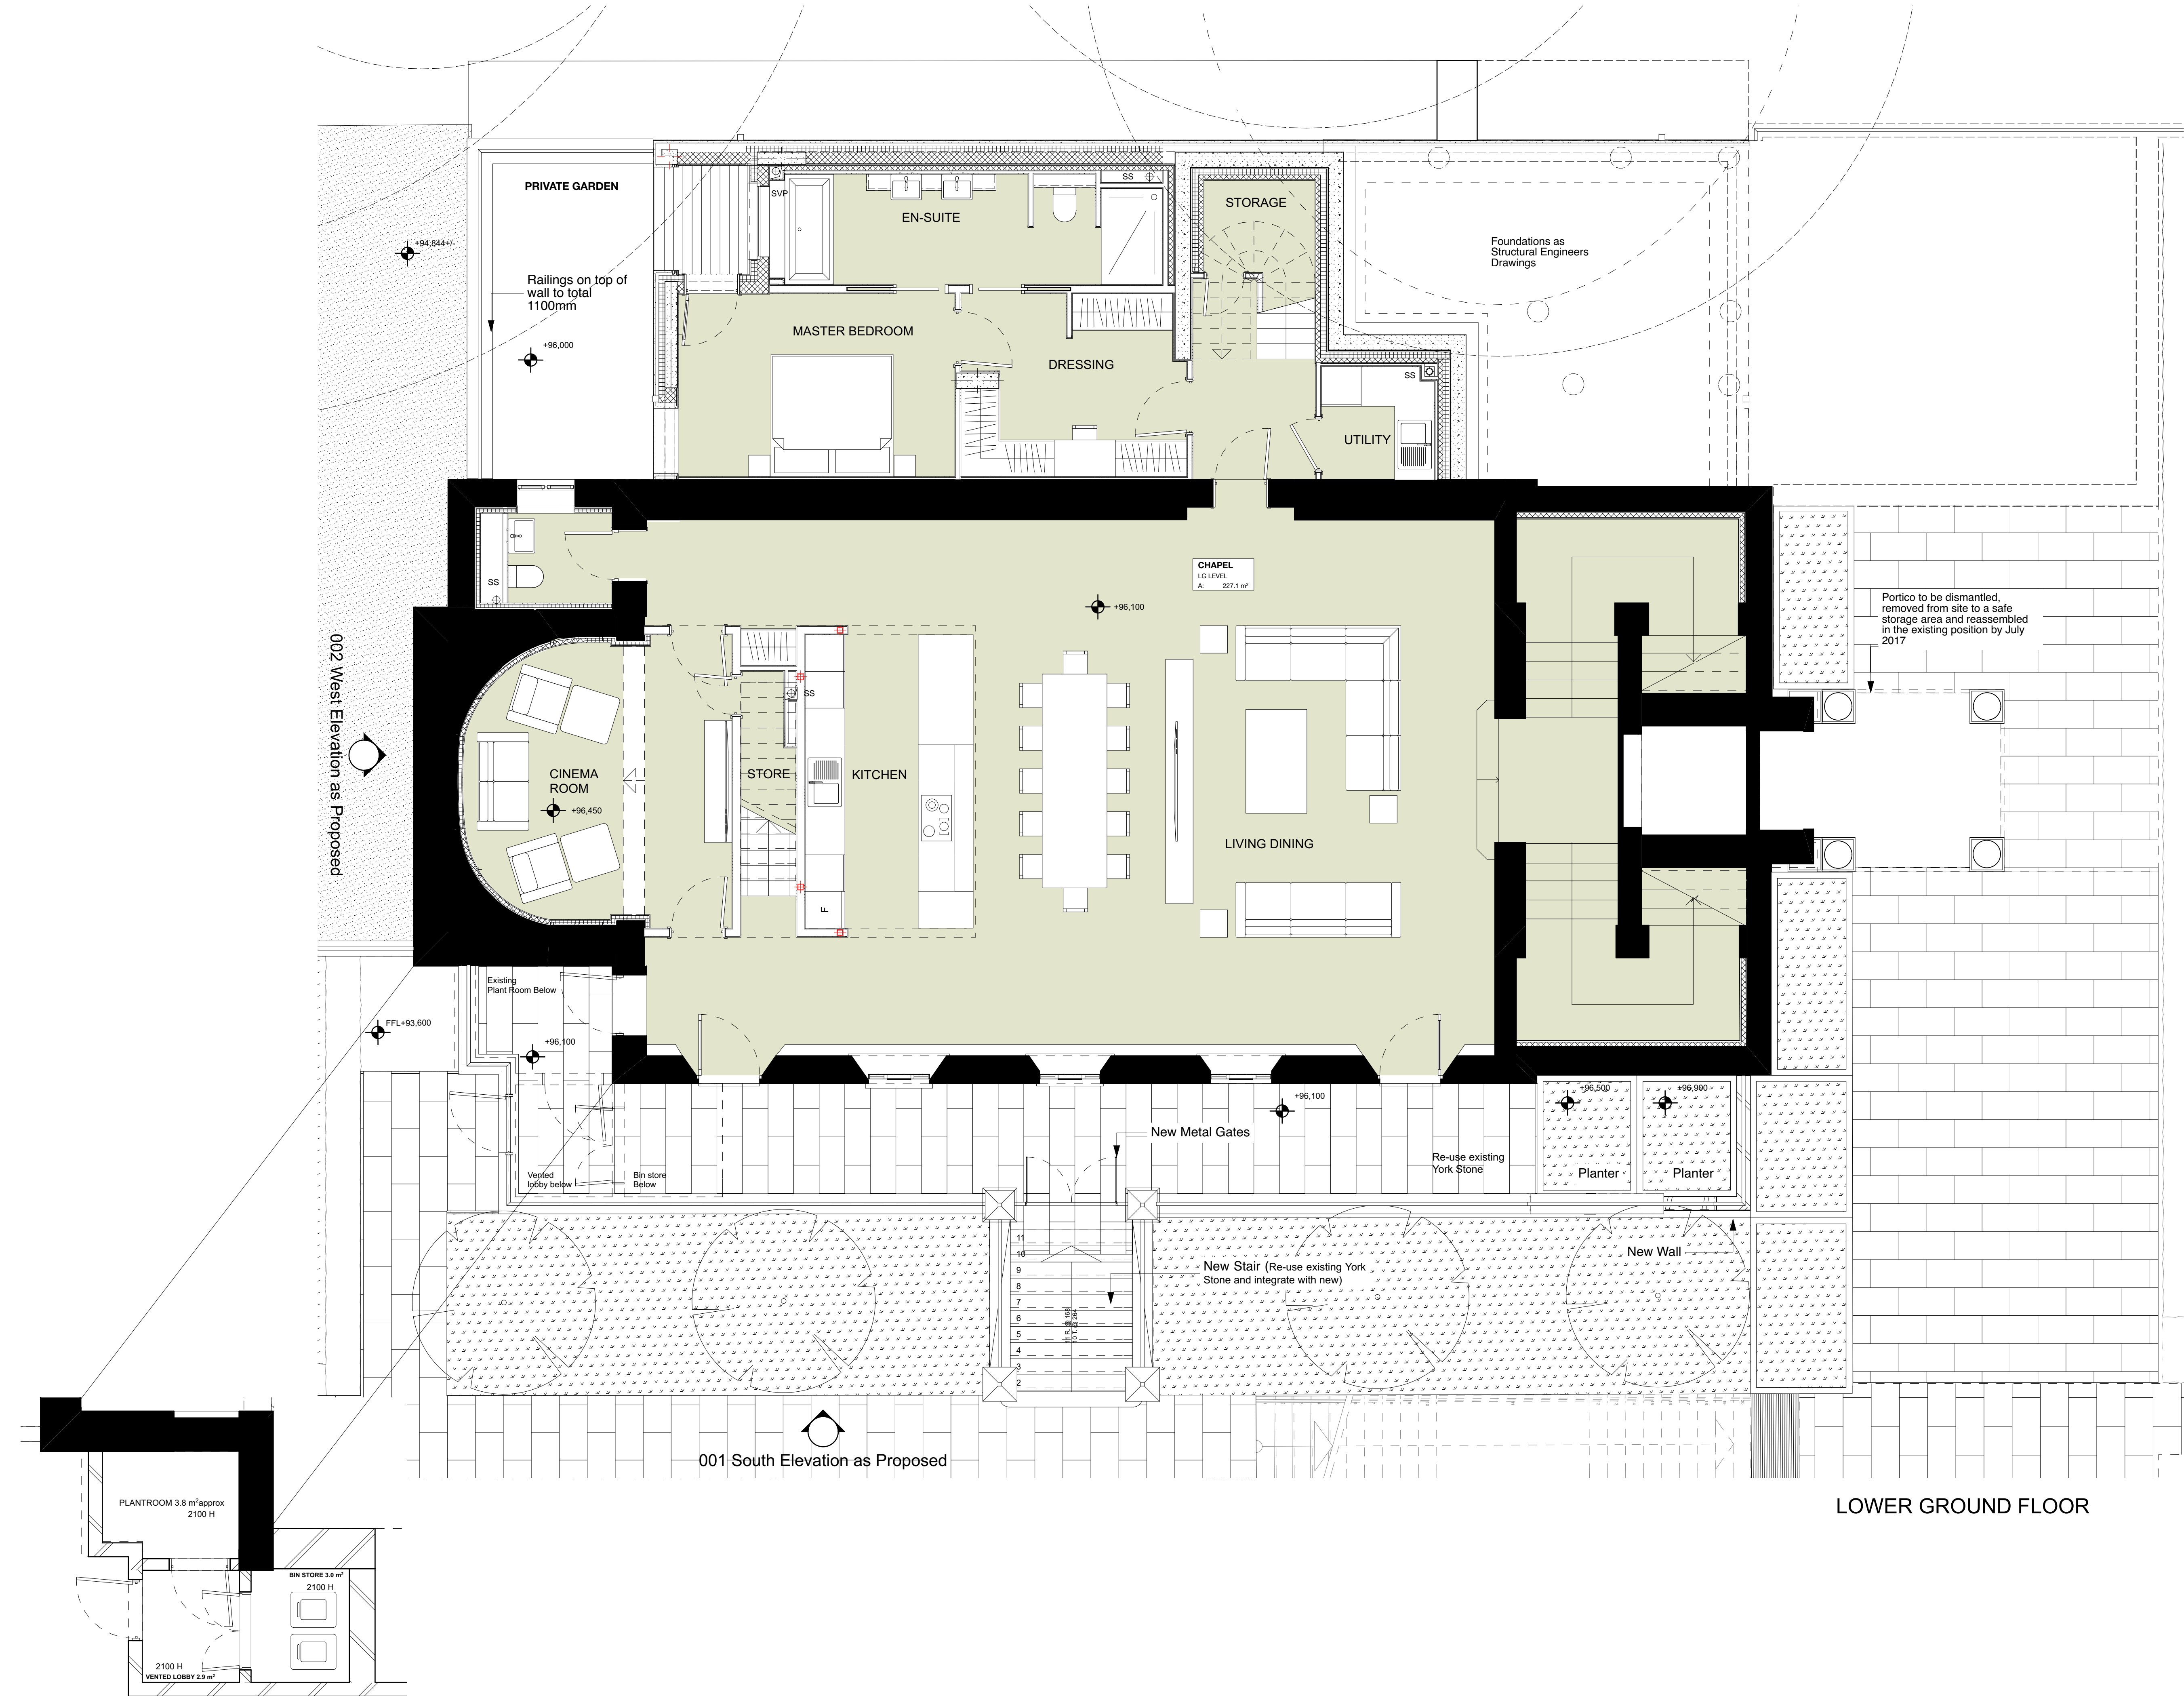 PRIVATE GARDEN
SVP
EN-SUITE
SS
STORAGE
+94,844+/-
Railings on top of
wall to total
1100mm
+96,000
Foundations as
Structural Engineers
Drawings
MASTER BEDROOM
DRESSING
SS
UTILITY
SS
CHAPEL
LG LEVEL
A: 227.1 m²
+96,100
Portico to be dismantled,
removed from site to a safe
storage area and reassembled
in the existing position by July
2017
002 West Elevation as Proposed
SS
CINEMA
ROOM
+96,450
STORE
KITCHEN
F
LIVING DINING
Existing
Plant Room Below
FFL+93,600
+96,100
+96,100
+96,500
+96,900
New Metal Gates
Re-use existing
York Stone
Planter
Planter
Vented
lobby below
Bin store
Below
11
10
9
8
7
6
5
4
3
2
11 R @ 168
10 T @ 264
New Stair (Re-use existing York
Stone and integrate with new)
New Wall
001 South Elevation as Proposed
LOWER GROUND FLOOR
PLANTROOM 3.8 m²approx
2100 H
BIN STORE 3.0 m²
2100 H
2100 H
VENTED LOBBY 2.9 m²